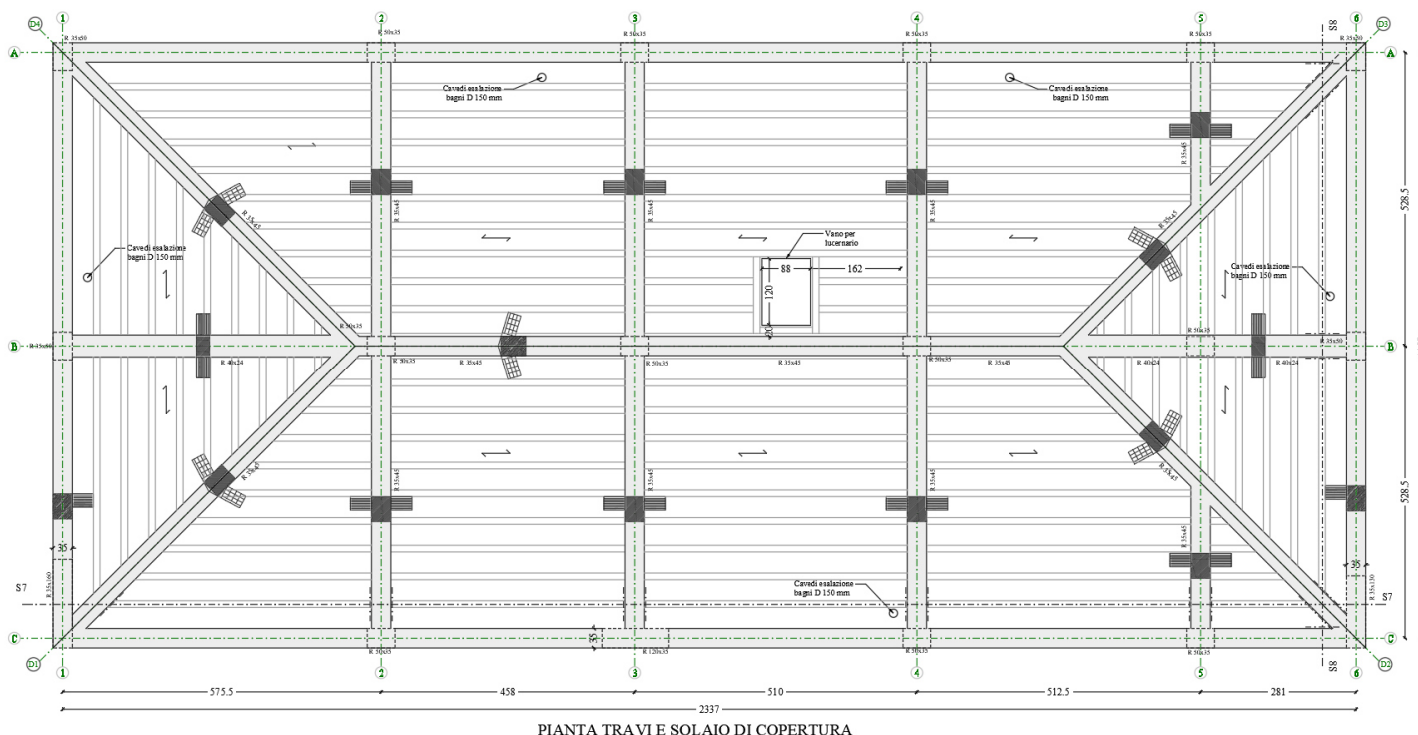 D4
1
2
3
4
5
6
D3
S8
R 35x50
R 50x35
R 50x35
R 50x35
R 50x35
A
A
Cavedi esalazione
bagni D 150 mm
Cavedi esalazione
bagni D 150 mm
R 35x45
R 35x45
R 35x45
R 35x45
R 35x45
R 35x45
528.5
Vano per
lucernario
Cavedi esalazione
bagni D 150 mm
Cavedi esalazione
bagni D 150 mm
88
162
120
20
R 50x35
R 50x35
B
B
R 35x50
R 40x24
R 50x35
R 35x45
R 50x35
R 35x45
R 50x35
R 35x45
R 40x24
R 40x24
528.5
R 35x45
R 35x45
R 35x45
R 35x45
R 35x45
R 35x45
35
35
R 35x160
R 35x130
Cavedi esalazione
bagni D 150 mm
S7
S7
35
C
C
R 50x35
R 120x35
R 50x35
R 50x35
D1
D2
1
2
3
4
5
6
S8
575.5
458
510
512.5
281
2337
PIANTA TRAVI E SOLAIO DI COPERTURA